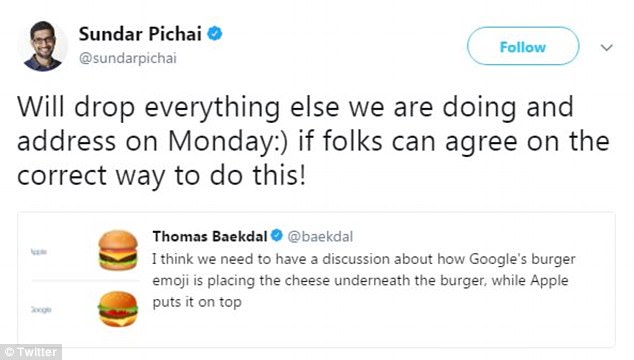 Sundar Pichai
@sundarpichai
Follow
Will drop everything else we are doing and
address on Monday:) if folks can agree on the
correct way to do this!
Thomas Baekdal @baekdal
I think we need to have a discussion about how Google's burger
emoji is placing the cheese underneath the burger, while Apple
puts it on top
Apple
Google
© Twitter